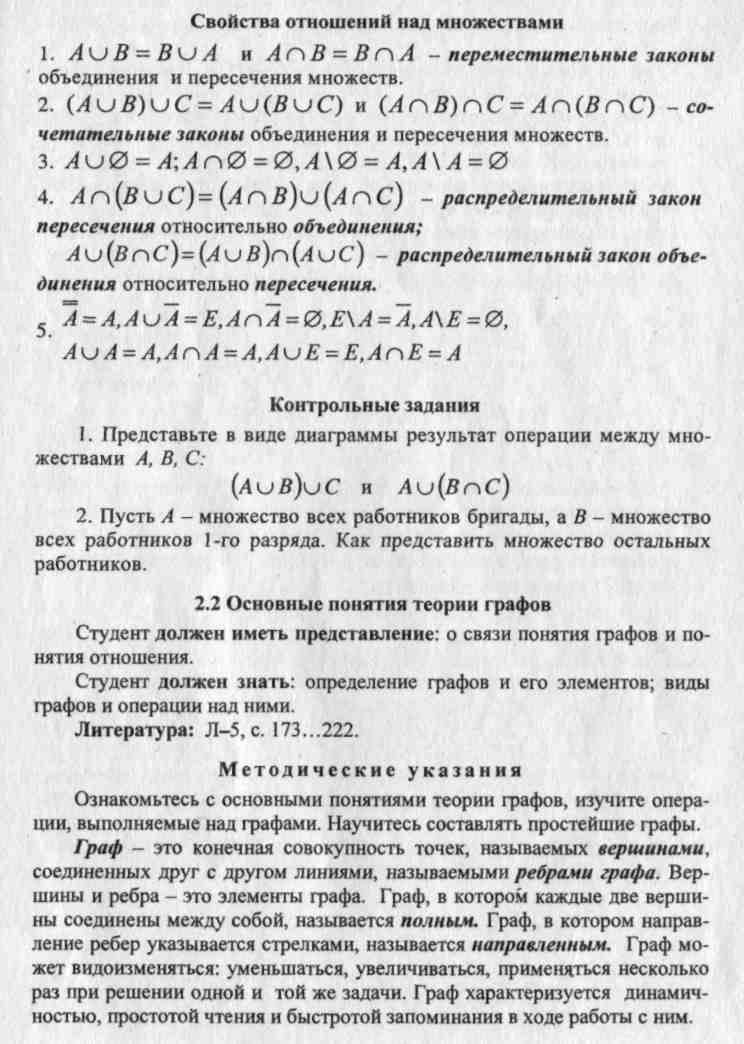 Свойства отношений над множествами
1. A∪B = B∪A и A∩B = B∩A – переместительные законы
объединения и пересечения множеств.
2. (A∪B)∪C = A∪(B∪C) и (A∩B)∩C = A∩(B∩C) – со-
четательные законы объединения и пересечения множеств.
3. A∪∅ = A; A∩∅ = ∅, A\∅ = A, A\A = ∅
4. A∩(B∪C)=(A∩B)∪(A∩C) – распределительный закон
пересечения относительно объединения;
A∪(B∩C)=(A∪B)∩(A∪C) – распределительный закон объе-
динения относительно пересечения.
5. A̿ = A, A∪A̅ = E, A∩A̅ = ∅, E\A = A̅, A\E = ∅,
A∪A = A, A∩A = A, A∪E = E, A∩E = A
Контрольные задания
1. Представьте в виде диаграммы результат операции между мно-
жествами A, B, C:
(A∪B)∪C и A∪(B∩C)
2. Пусть A – множество всех работников бригады, а B – множество
всех работников 1-го разряда. Как представить множество остальных
работников.
2.2 Основные понятия теории графов
Студент должен иметь представление: о связи понятия графов и по-
нятия отношения.
Студент должен знать: определение графов и его элементов; виды
графов и операции над ними.
Литература: Л–5, с. 173...222.
Методические указания
Ознакомьтесь с основными понятиями теории графов, изучите опера-
ции, выполняемые над графами. Научитесь составлять простейшие графы.
Граф – это конечная совокупность точек, называемых вершинами,
соединенных друг с другом линиями, называемыми ребрами графа. Вер-
шины и ребра – это элементы графа. Граф, в котором каждые две верши-
ны соединены между собой, называется полным. Граф, в котором направ-
ление ребер указывается стрелками, называется направленным. Граф мо-
жет видоизменяться: уменьшаться, увеличиваться, применяться несколько
раз при решении одной и той же задачи. Граф характеризуется динамич-
ностью, простотой чтения и быстротой запоминания в ходе работы с ним.